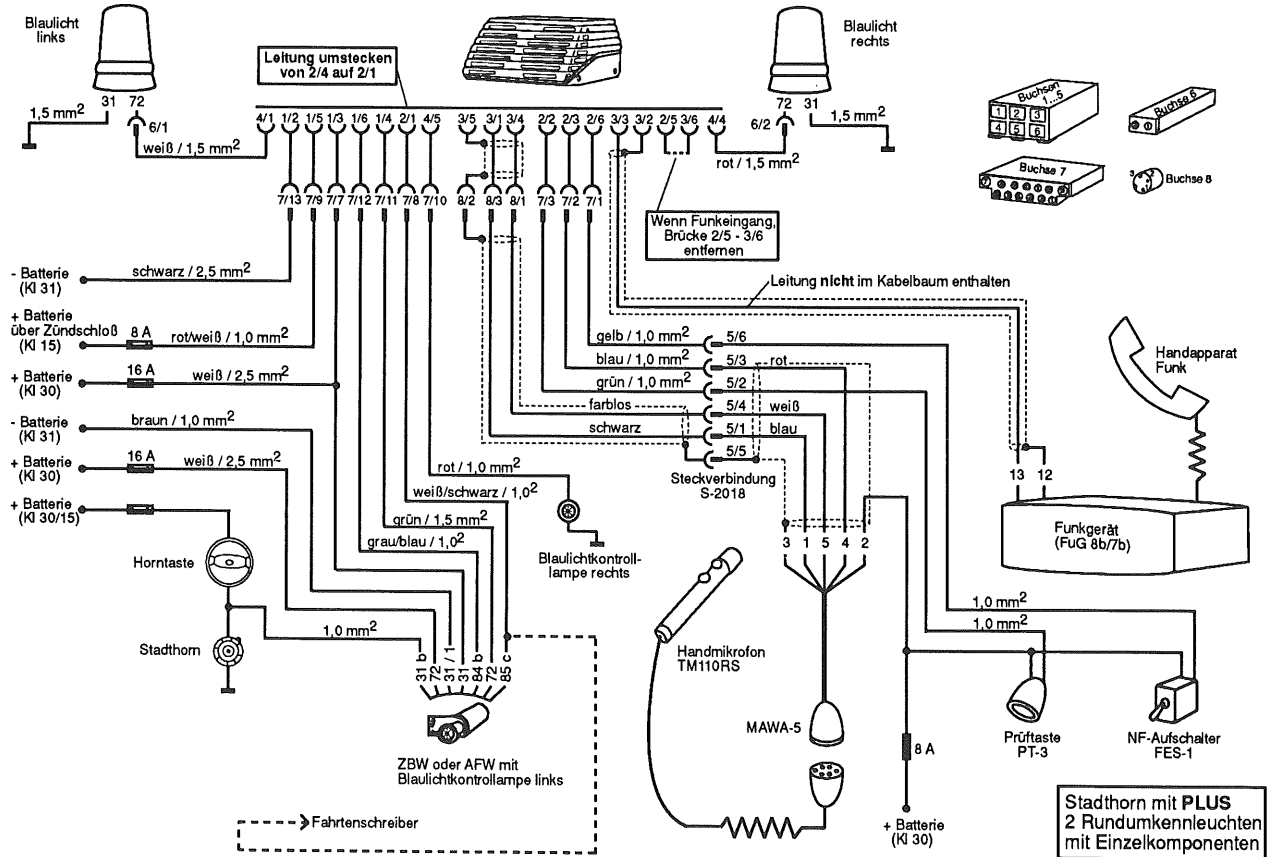 Blaulicht
links
Blaulicht
rechts
Leitung umstecken
von 2/4 auf 2/1
31 72
72 31
1,5 mm²
6/1
6/2
1,5 mm²
weiß / 1,5 mm²
rot / 1,5 mm²
4/1 1/2 1/5 1/3 1/6 1/4 2/1 4/5 3/5 3/1 3/4 2/2 2/3 2/6 3/3 3/2 2/5 3/6 4/4
7/13 7/9 7/7 7/12 7/11 7/8 7/10 8/2 8/3 8/1 7/3 7/2 7/1
Buchsen
1...5
1 2 3
4 5 6
Buchse 6
Buchse 7
Buchse 8
Wenn Funkeingang,
Brücke 2/5 - 3/6
entfernen
Leitung nicht im Kabelbaum enthalten
- Batterie
(Kl 31)
schwarz / 2,5 mm²
+ Batterie
über Zündschloß
(Kl 15)
8 A
rot/weiß / 1,0 mm²
+ Batterie
(Kl 30)
16 A
weiß / 2,5 mm²
- Batterie
(Kl 31)
braun / 1,0 mm²
+ Batterie
(Kl 30)
16 A
weiß / 2,5 mm²
+ Batterie
(Kl 30/15)
gelb / 1,0 mm²
5/6
blau / 1,0 mm²
5/3
rot
grün / 1,0 mm²
5/2
farblos
5/4
weiß
schwarz
5/1
blau
5/5
Steckverbindung
S-2018
Handapparat
Funk
rot / 1,0 mm²
weiß/schwarz / 1,0²
grün / 1,5 mm²
grau/blau / 1,0²
Blaulichtkontroll-
lampe rechts
13 12
Funkgerät
(FuG 8b/7b)
3 1 5 4 2
Horntaste
Stadthorn
1,0 mm²
31 b
72
31 / 1
31
84 b
72
85 c
ZBW oder AFW mit
Blaulichtkontrollampe links
Fahrtenschreiber
Handmikrofon
TM110RS
MAWA-5
1,0 mm²
1,0 mm²
8 A
+ Batterie
(Kl 30)
Prüftaste
PT-3
NF-Aufschalter
FES-1
Stadthorn mit PLUS
2 Rundumkennleuchten
mit Einzelkomponenten